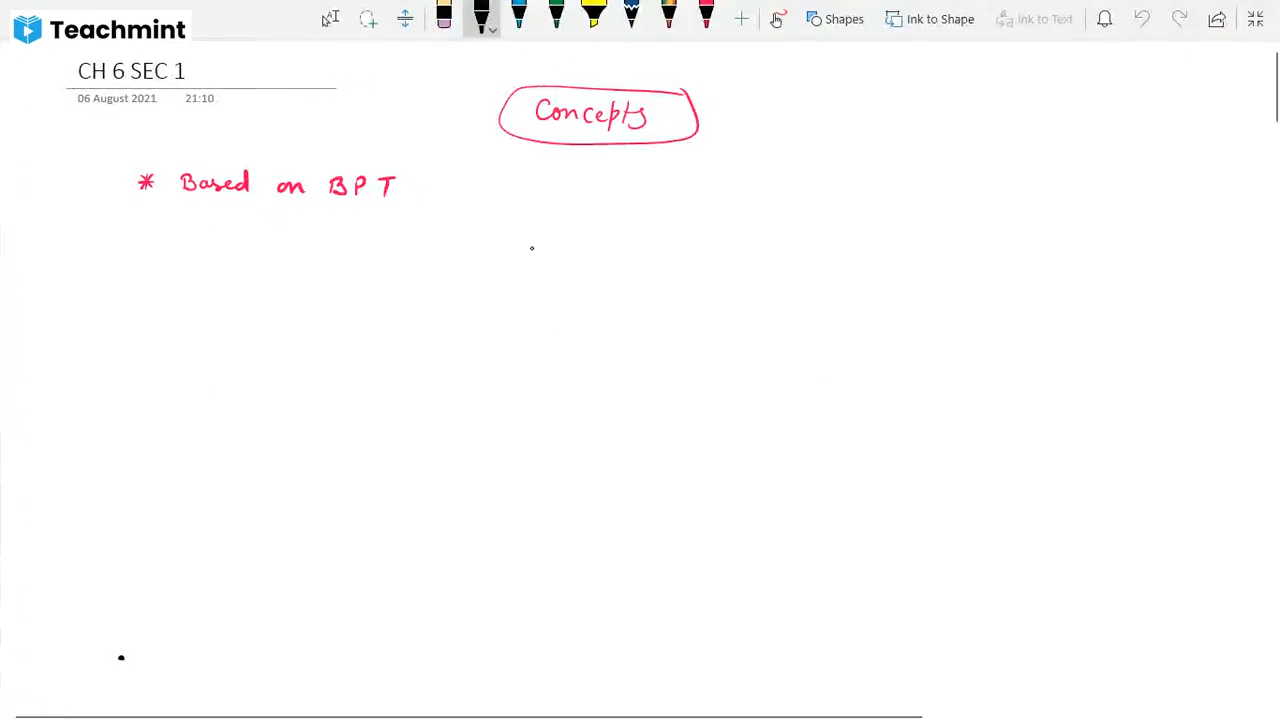 Teachmint
Shapes
Ink to Shape
Ink to Text
CH 6 SEC 1
06 August 2021 21:10
Concepts
* Based on BPT